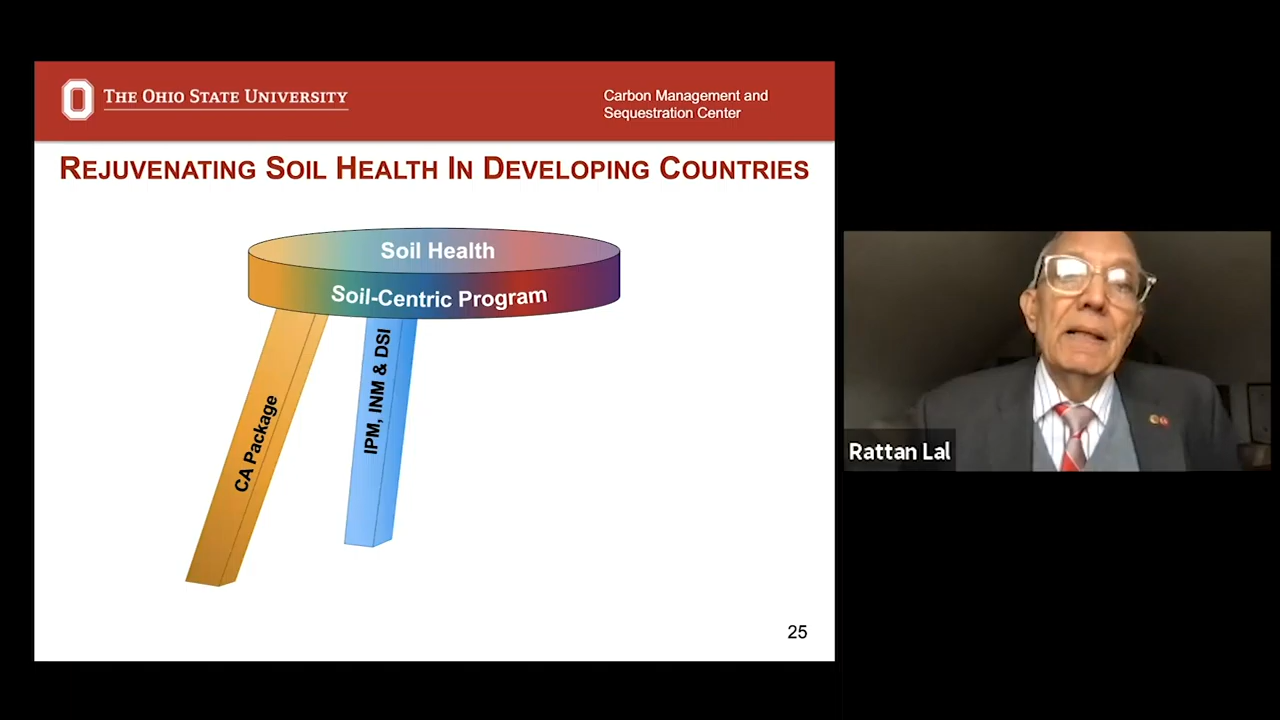 THE OHIO STATE UNIVERSITY
Carbon Management and
Sequestration Center
REJUVENATING SOIL HEALTH IN DEVELOPING COUNTRIES
Soil Health
Soil-Centric Program
CA Package
IPM, INM & DSI
25
Rattan Lal